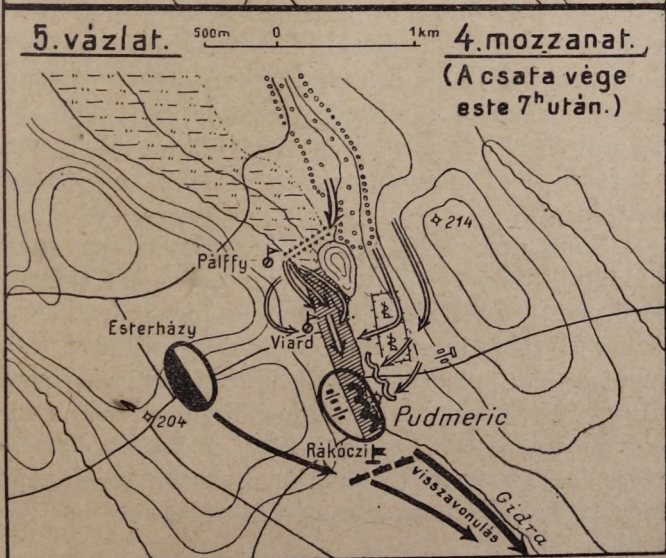 5. vázlat.
500m 0 1km
4. mozzanat.
(A csata vége
este 7ʰ után.)
214
Pálffy
Viard
Esterházy
204
Pudmeric
Rákóczi
visszavonulás
Gidra